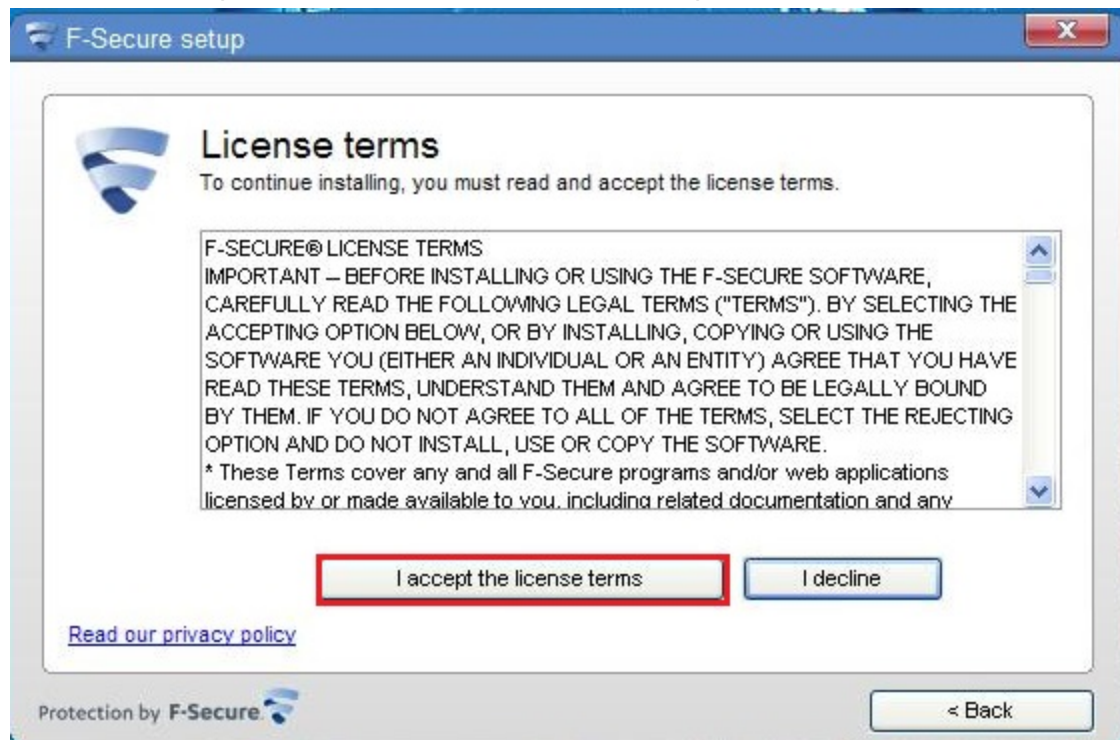 F-Secure setup
License terms
To continue installing, you must read and accept the license terms.
F-SECURE® LICENSE TERMS
IMPORTANT – BEFORE INSTALLING OR USING THE F-SECURE SOFTWARE,
CAREFULLY READ THE FOLLOWING LEGAL TERMS ("TERMS"). BY SELECTING THE
ACCEPTING OPTION BELOW, OR BY INSTALLING, COPYING OR USING THE
SOFTWARE YOU (EITHER AN INDIVIDUAL OR AN ENTITY) AGREE THAT YOU HAVE
READ THESE TERMS, UNDERSTAND THEM AND AGREE TO BE LEGALLY BOUND
BY THEM. IF YOU DO NOT AGREE TO ALL OF THE TERMS, SELECT THE REJECTING
OPTION AND DO NOT INSTALL, USE OR COPY THE SOFTWARE.
* These Terms cover any and all F-Secure programs and/or web applications
licensed by or made available to you, including related documentation and any
I accept the license terms
I decline
Read our privacy policy
Protection by F-Secure.
< Back